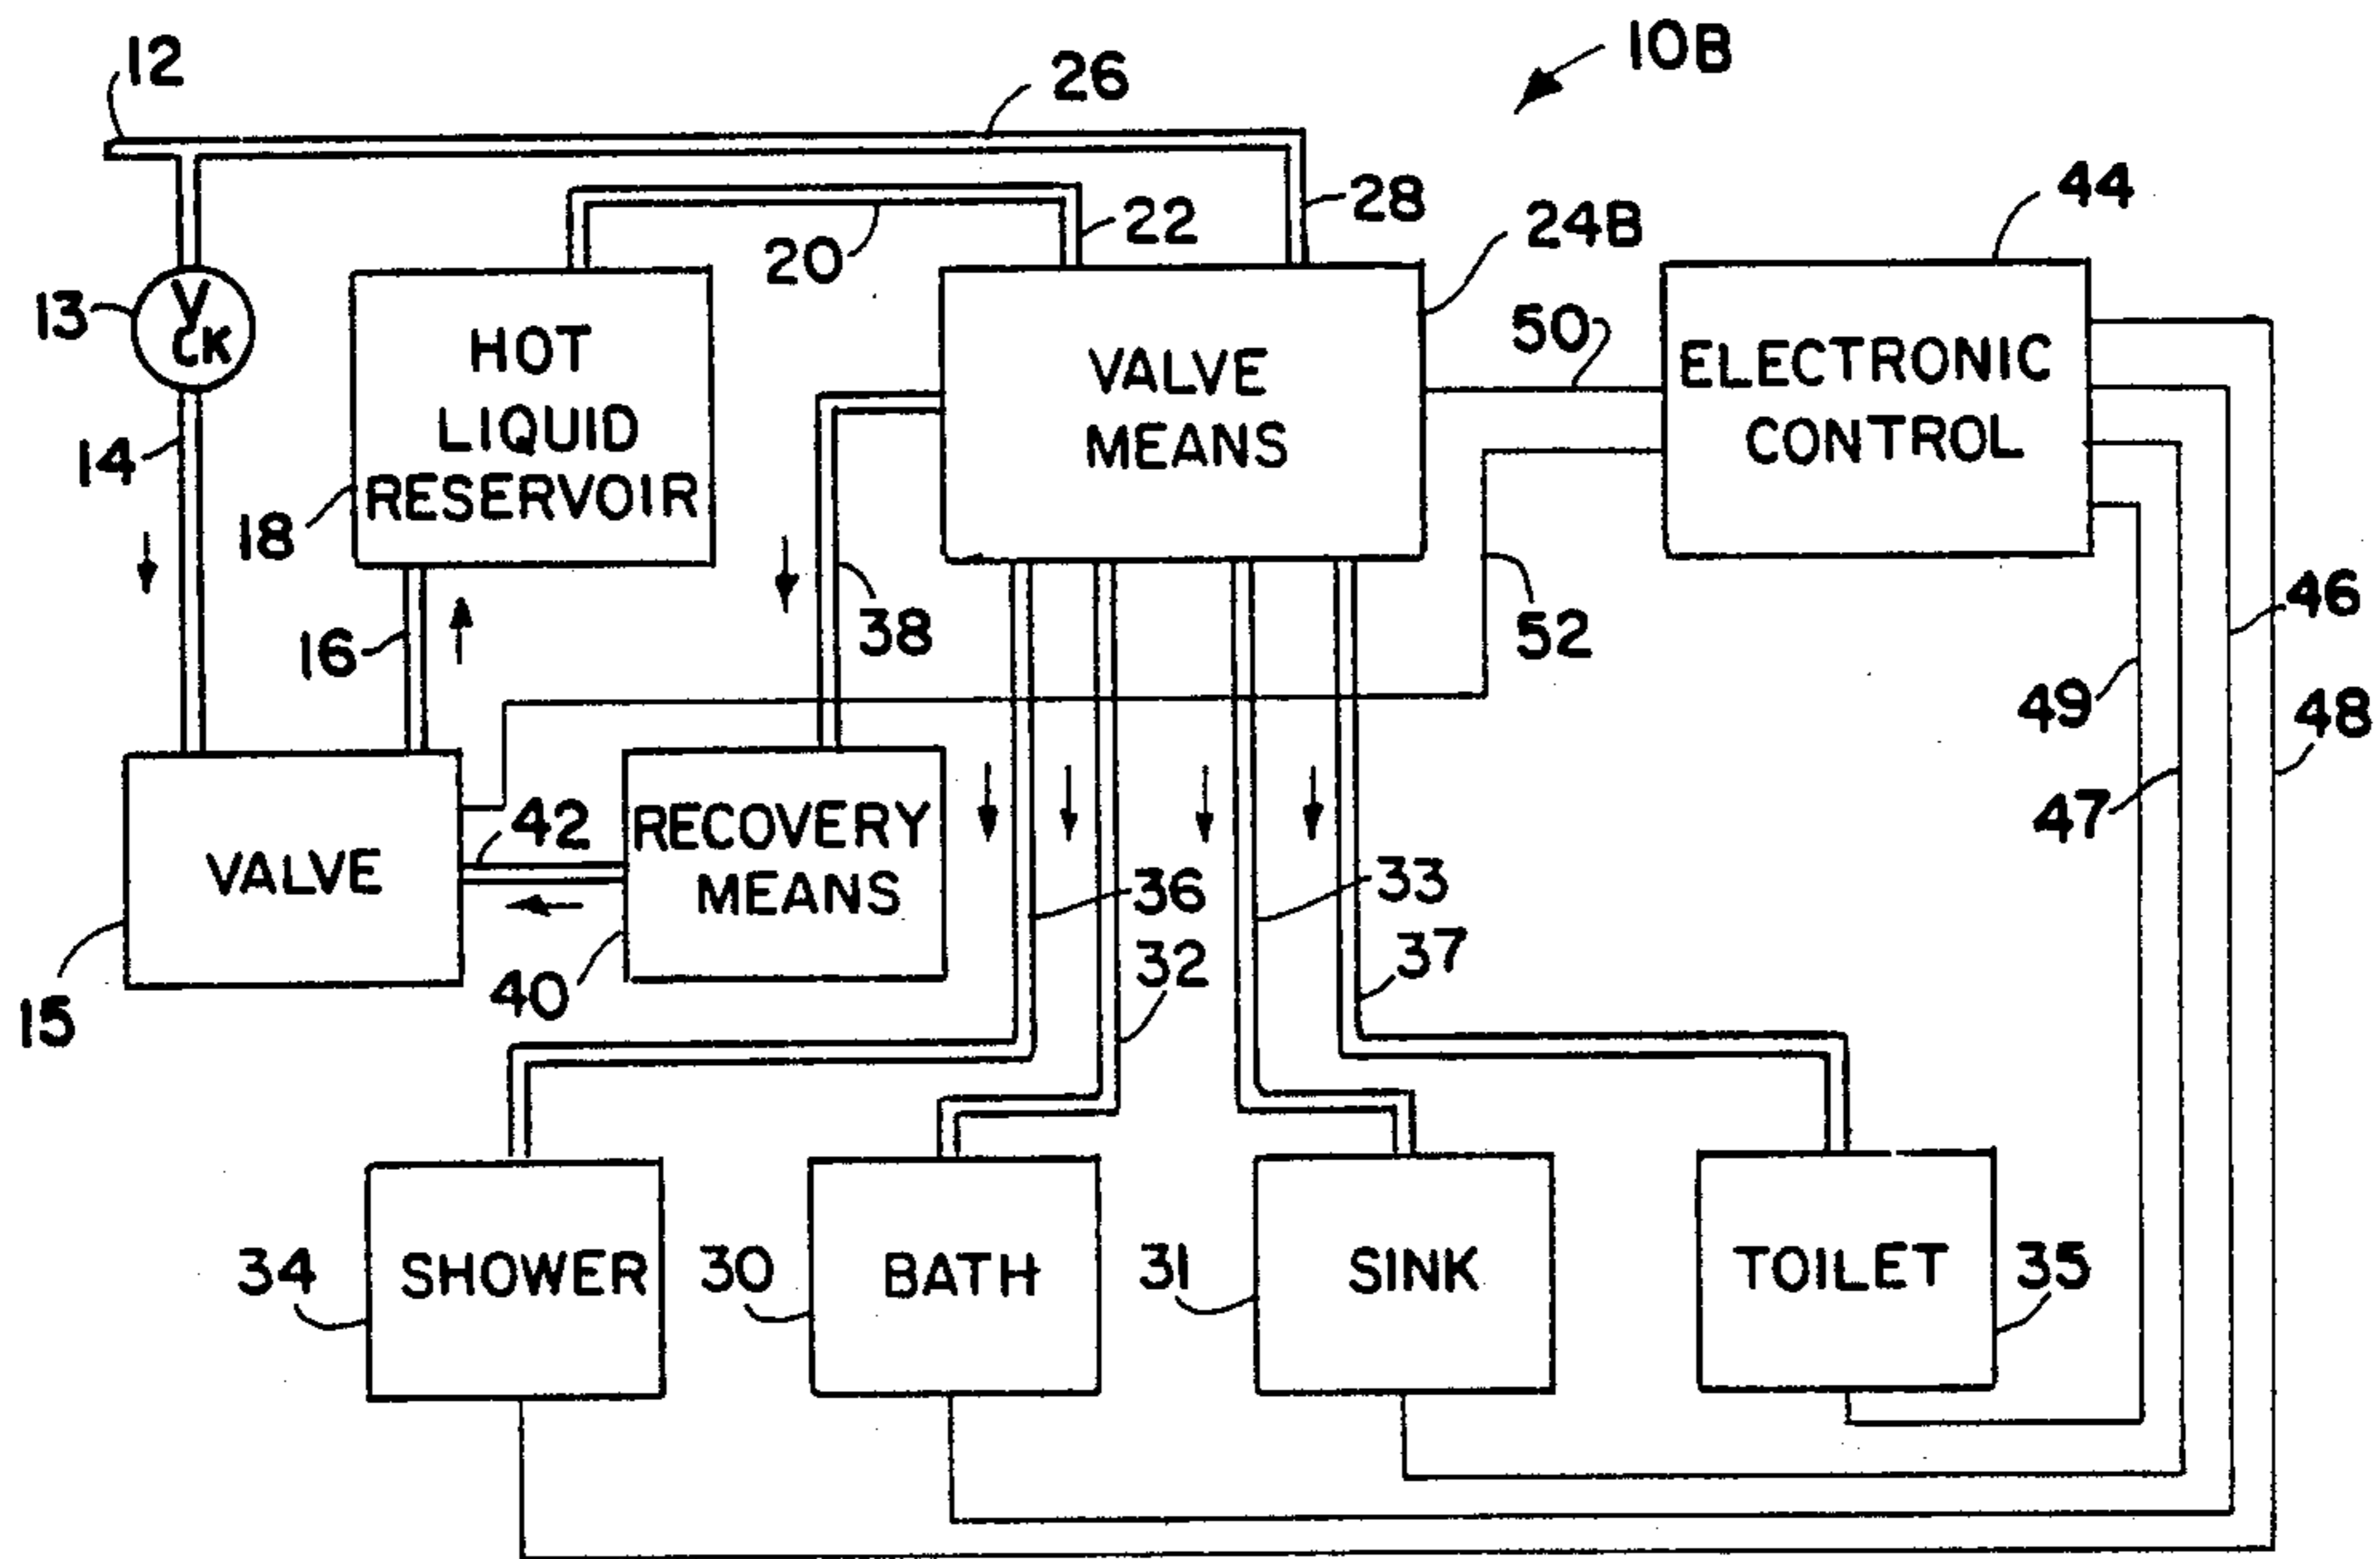 10B
12
26
28
22
20
24B
44
13
V
CK
HOT
LIQUID
RESERVOIR
VALVE
MEANS
50
ELECTRONIC
CONTROL
14
18
16
38
52
46
49
48
47
42
RECOVERY
MEANS
VALVE
36
33
32
37
40
15
34
SHOWER
30
BATH
31
SINK
TOILET
35